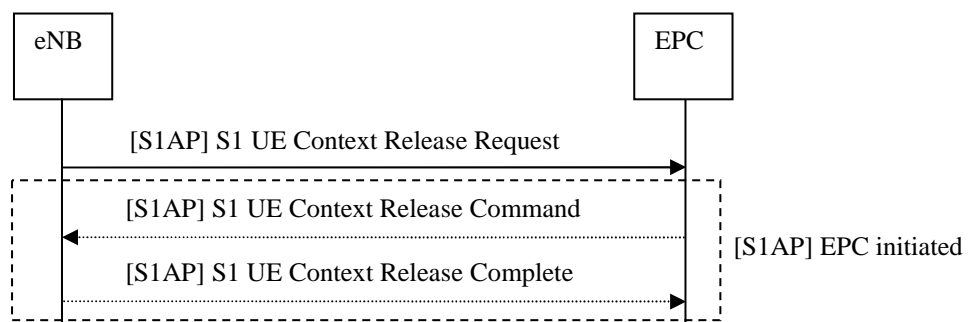 eNB
EPC
[S1AP] S1 UE Context Release Request
[S1AP] S1 UE Context Release Command
[S1AP] EPC initiated
[S1AP] S1 UE Context Release Complete